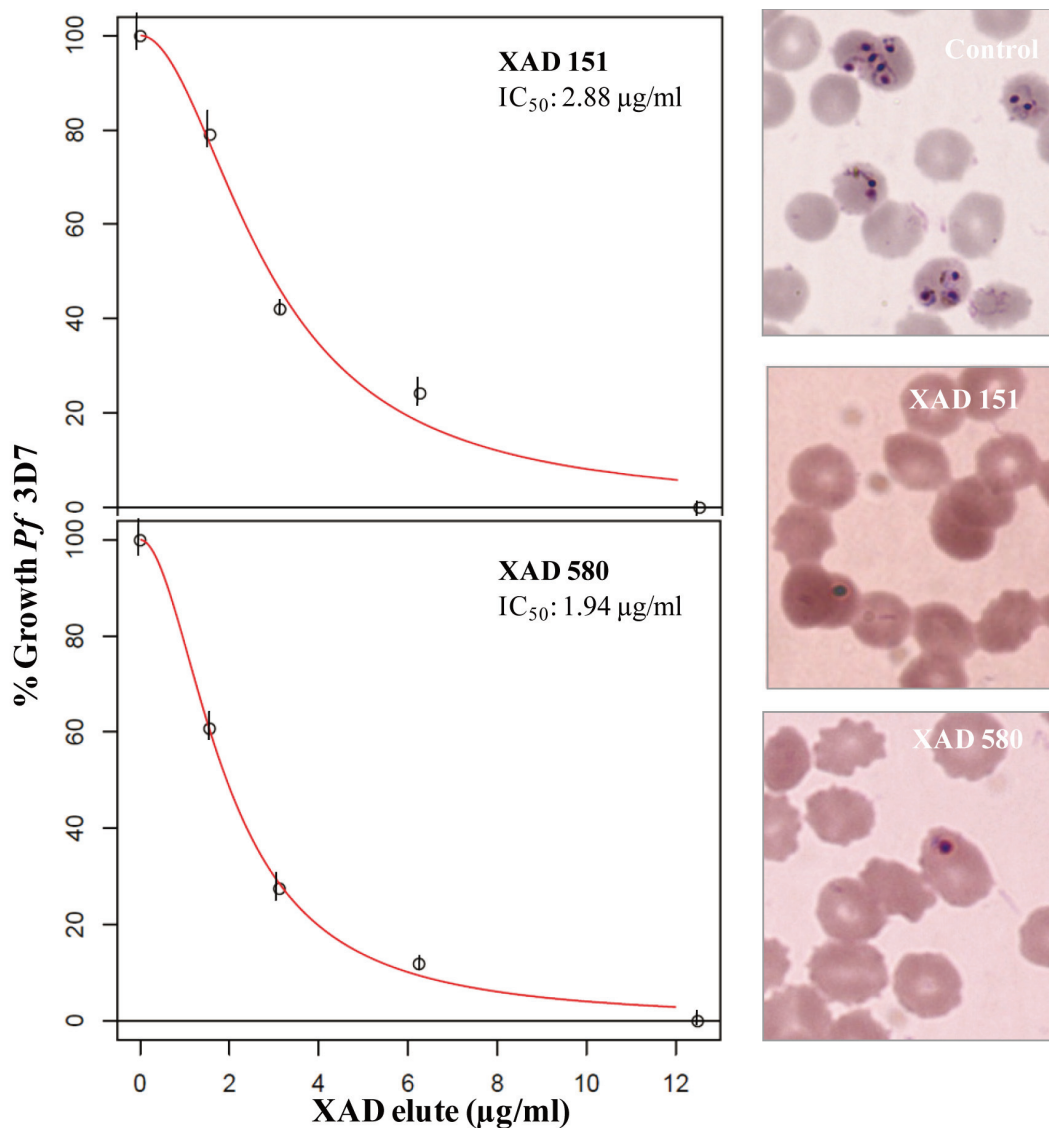 % Growth Pf 3D7
100
80
60
40
20
0
XAD 151
IC50: 2.88 µg/ml
100
80
60
40
20
0
XAD 580
IC50: 1.94 µg/ml
0 2 4 6 8 10 12
XAD elute (µg/ml)
Control
XAD 151
XAD 580